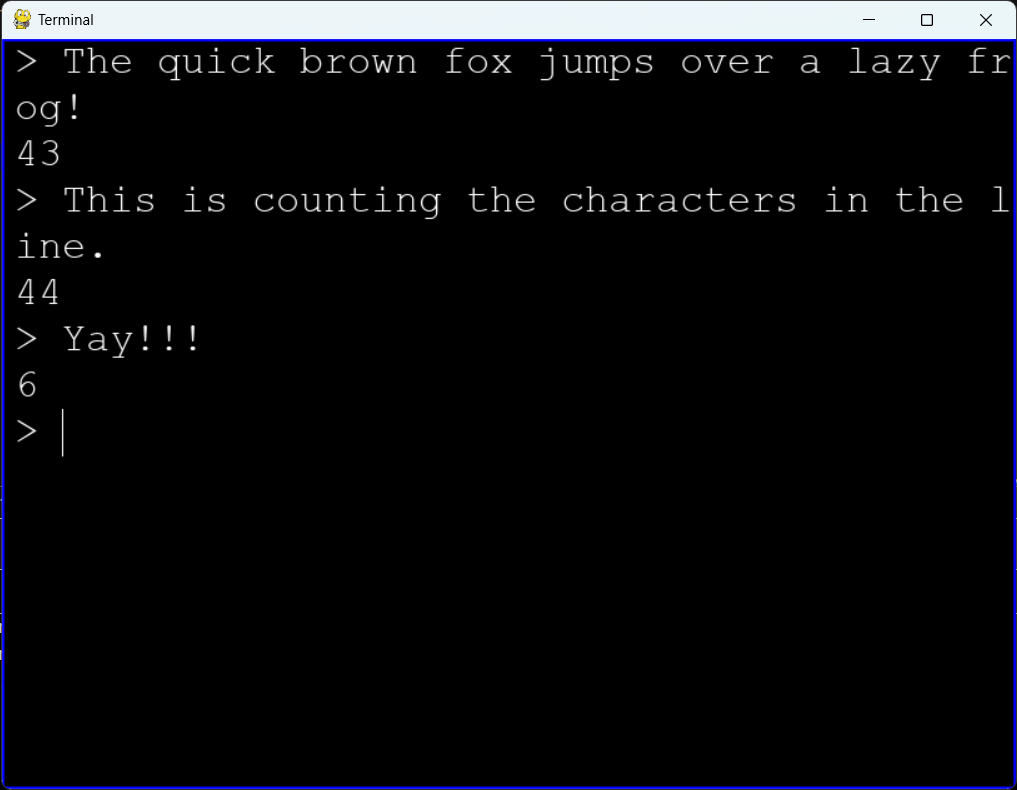 Terminal
> The quick brown fox jumps over a lazy fr
og!
43
> This is counting the characters in the l
ine.
44
> Yay!!!
6
>